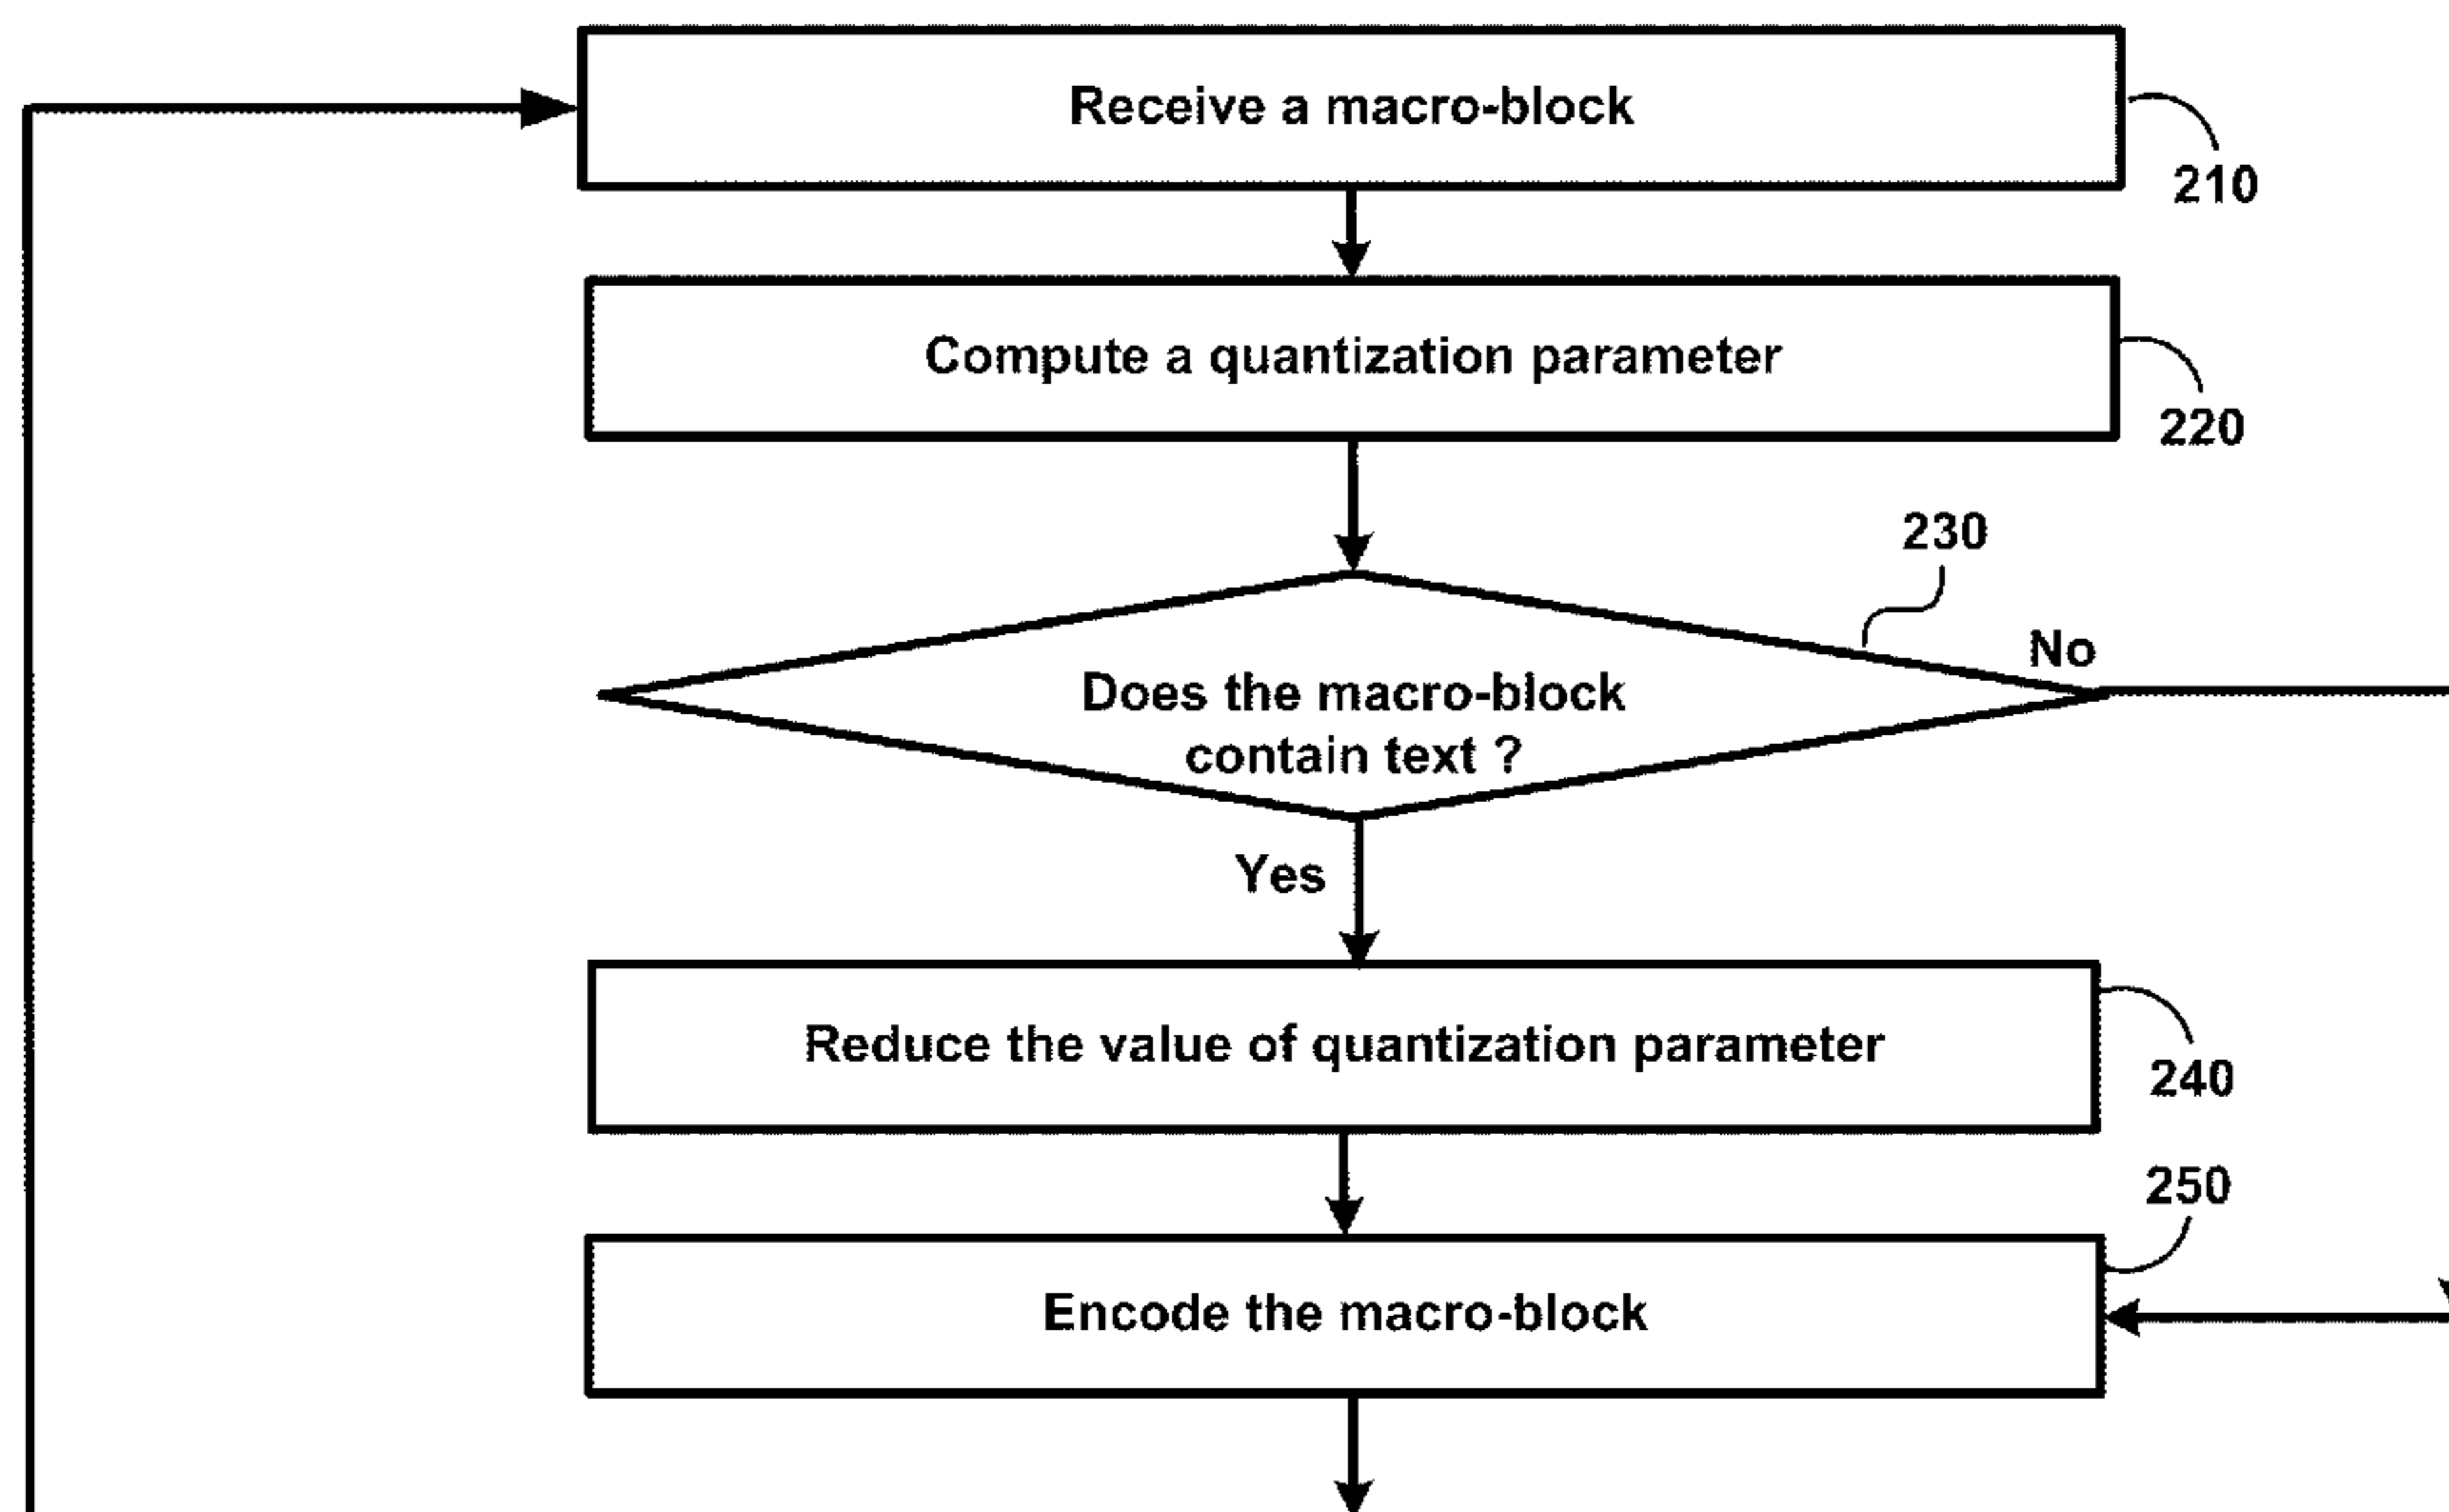 Receive a macro-block
210
Compute a quantization parameter
220
230
No
Does the macro-block
contain text ?
Yes
Reduce the value of quantization parameter
240
250
Encode the macro-block